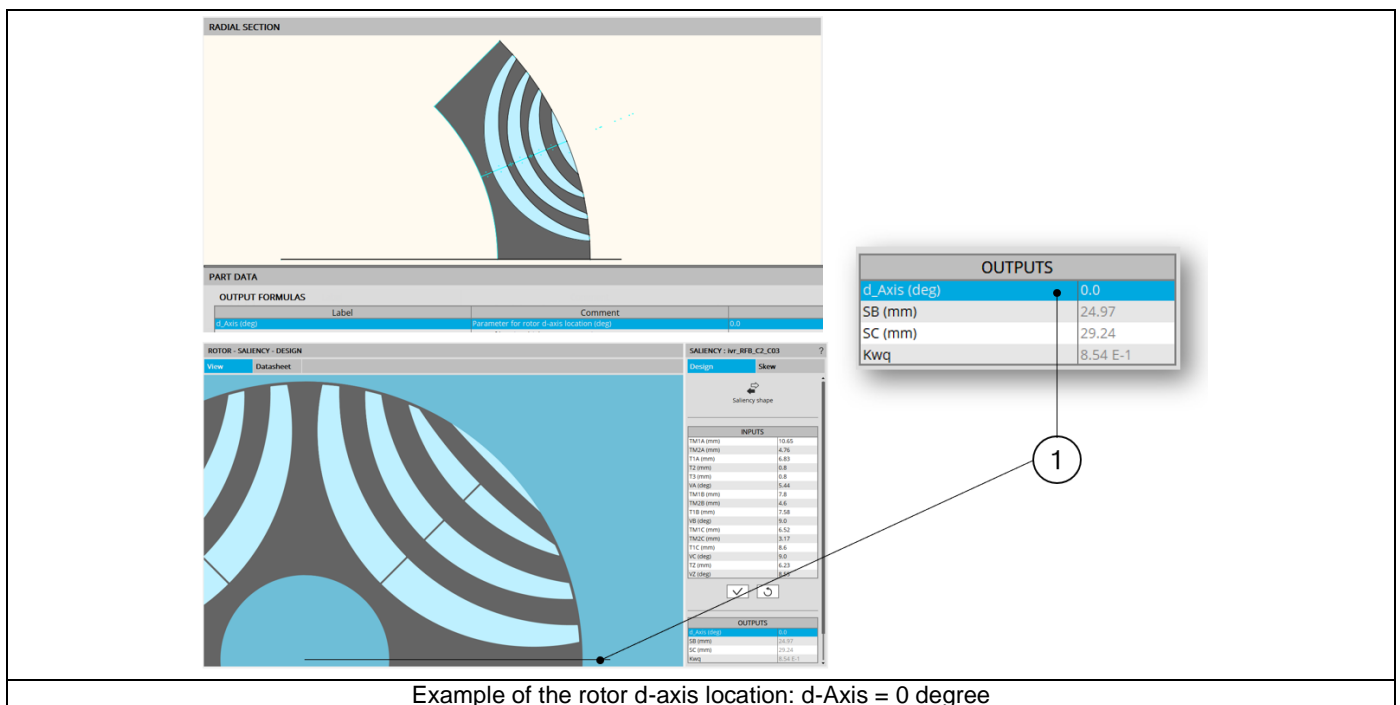 RADIAL SECTION
PART DATA
OUTPUT FORMULAS
Label Comment
d_Axis (deg) Parameter for rotor d-axis location (deg) 0.0
ROTOR - SALIENCY - DESIGN
View Datasheet
SALIENCY : ivr_RFB_C2_C03 ?
Design Skew
Saliency shape
INPUTS
TM1A (mm) 10.65
TM2A (mm) 4.76
T1A (mm) 6.83
T2 (mm) 0.8
T3 (mm) 0.8
VA (deg) 5.44
TM1B (mm) 7.8
TM2B (mm) 4.6
T1B (mm) 7.58
VB (deg) 9.0
TM1C (mm) 6.52
TM2C (mm) 3.17
T1C (mm) 8.6
VC (deg) 9.0
TZ (mm) 6.23
VZ (deg)
OUTPUTS
d_Axis (deg) 0.0
SB (mm) 24.97
SC (mm) 29.24
Kwq 8.54 E-1
OUTPUTS
d_Axis (deg) 0.0
SB (mm) 24.97
SC (mm) 29.24
Kwq 8.54 E-1
1
Example of the rotor d-axis location: d-Axis = 0 degree